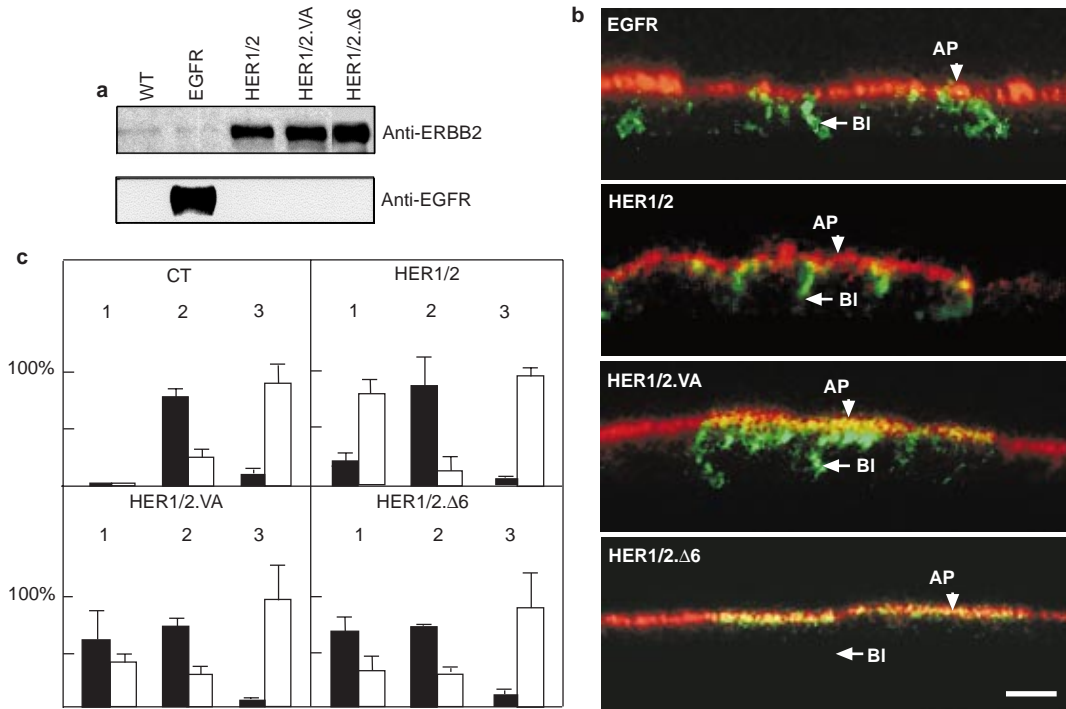 a
WT
EGFR
HER1/2
HER1/2.VA
HER1/2.Δ6
Anti-ERBB2
Anti-EGFR
b
EGFR
AP
BI
HER1/2
AP
BI
HER1/2.VA
AP
BI
HER1/2.Δ6
AP
BI
c
CT
HER1/2
1
2
3
1
2
3
100%
HER1/2.VA
HER1/2.Δ6
1
2
3
1
2
3
100%